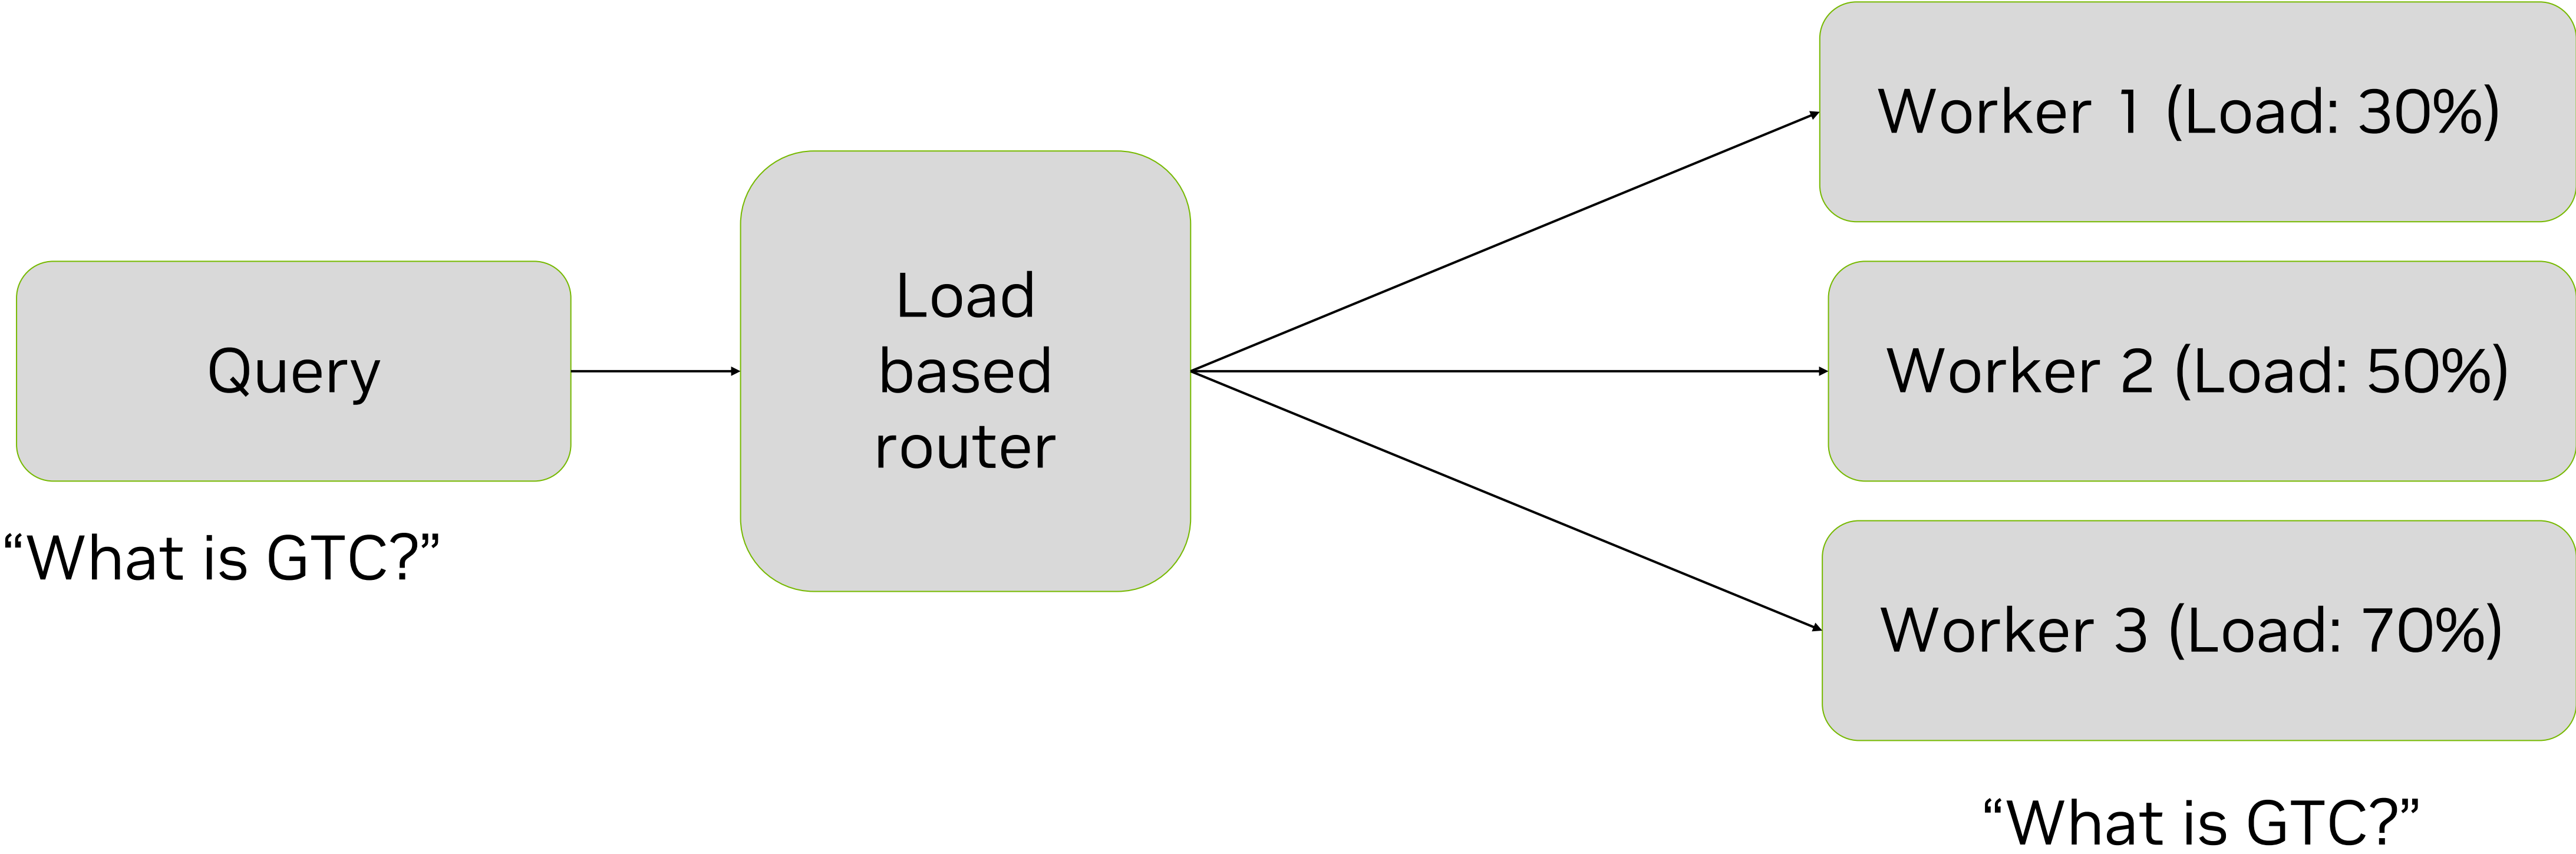 Query
“What is GTC?”
Load
based
router
Worker 1 (Load: 30%)
Worker 2 (Load: 50%)
Worker 3 (Load: 70%)
“What is GTC?”